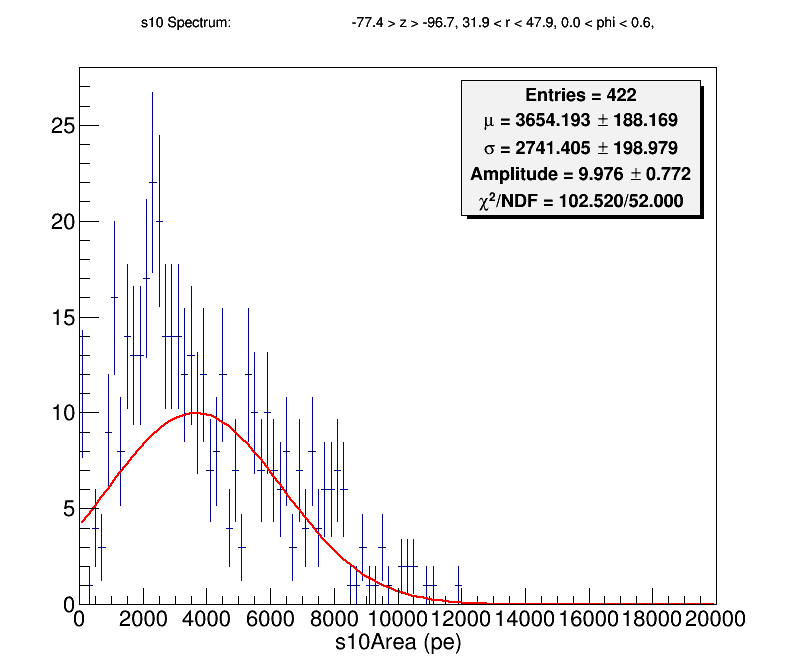 s10 Spectrum: -77.4 > z > -96.7, 31.9 < r < 47.9, 0.0 < phi < 0.6,
Entries = 422
μ = 3654.193 ± 188.169
σ = 2741.405 ± 198.979
Amplitude = 9.976 ± 0.772
χ²/NDF = 102.520/52.000
25
20
15
10
5
0
0 2000 4000 6000 8000 10000 12000 14000 16000 18000 20000
s10Area (pe)